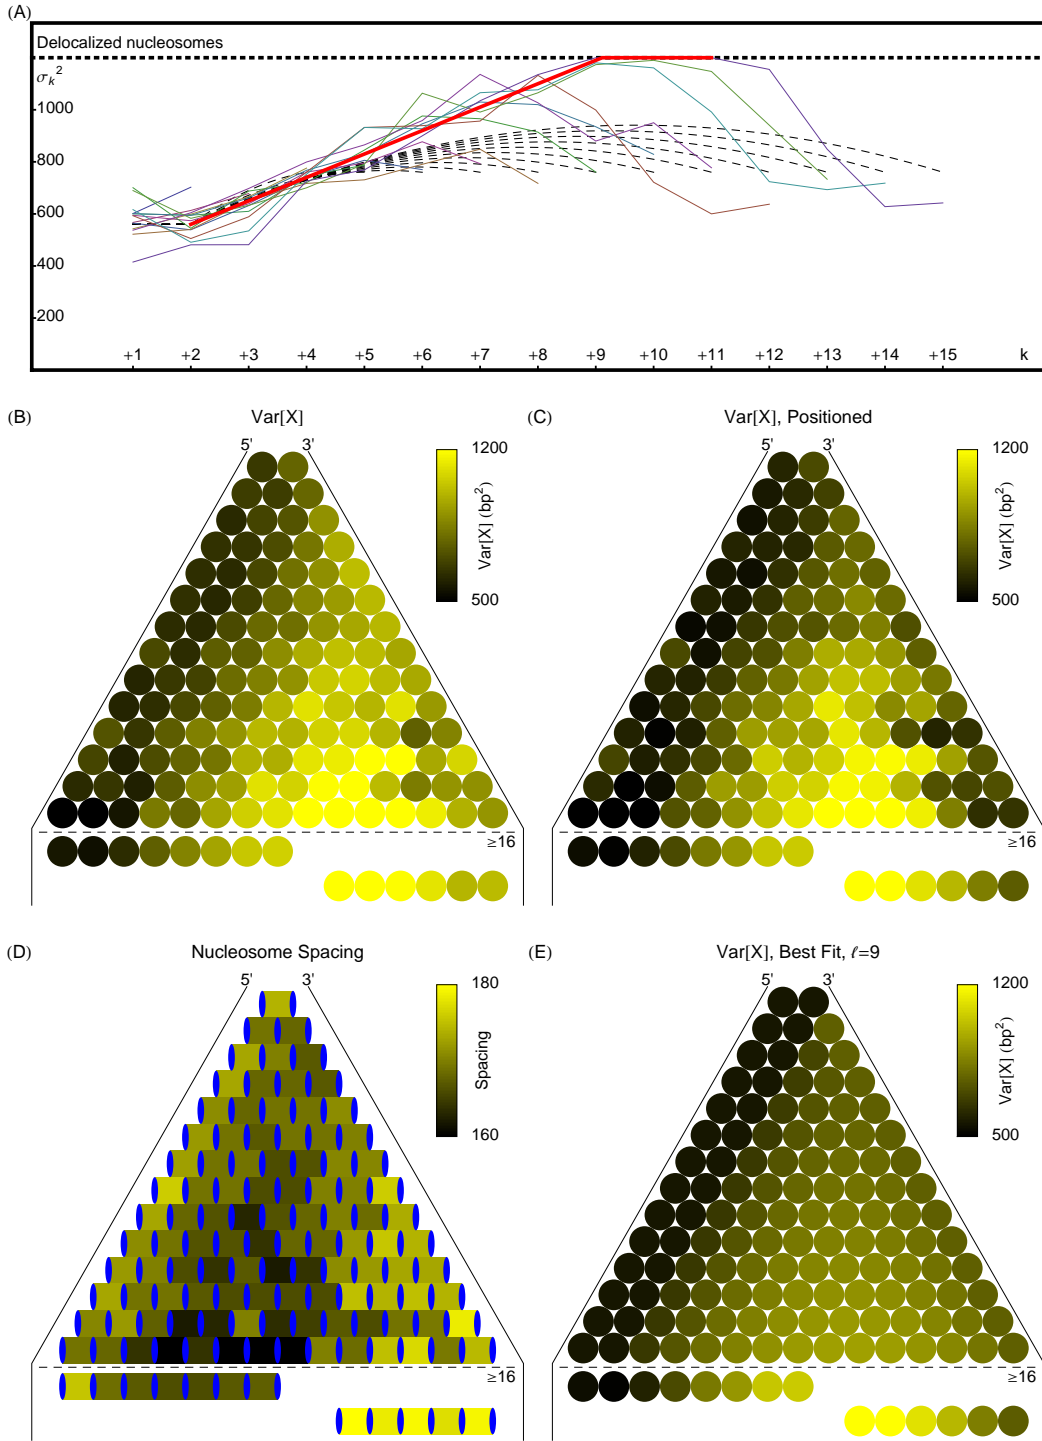 (A)
Delocalized nucleosomes
σk²
1000
800
600
400
200
+1 +2 +3 +4 +5 +6 +7 +8 +9 +10 +11 +12 +13 +14 +15 k
(B) Var[X]
5' 3'
1200
Var[X] (bp²)
500
≥16
(C) Var[X], Positioned
5' 3'
1200
Var[X] (bp²)
500
≥16
(D) Nucleosome Spacing
5' 3'
180
Spacing
160
≥16
(E) Var[X], Best Fit, ℓ=9
5' 3'
1200
Var[X] (bp²)
500
≥16